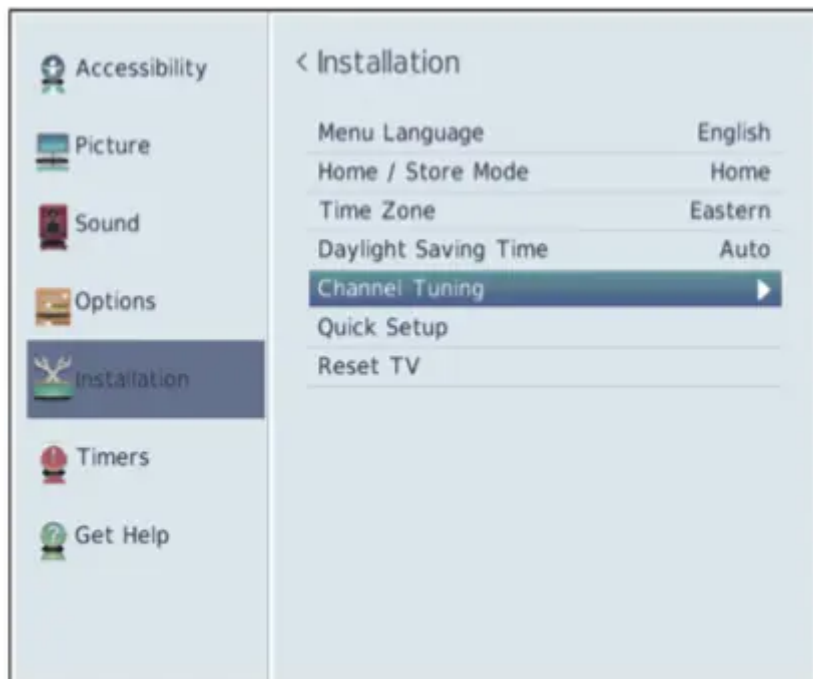 Accessibility
Picture
Sound
Options
Installation
Timers
Get Help
< Installation
Menu Language English
Home / Store Mode Home
Time Zone Eastern
Daylight Saving Time Auto
Channel Tuning
Quick Setup
Reset TV